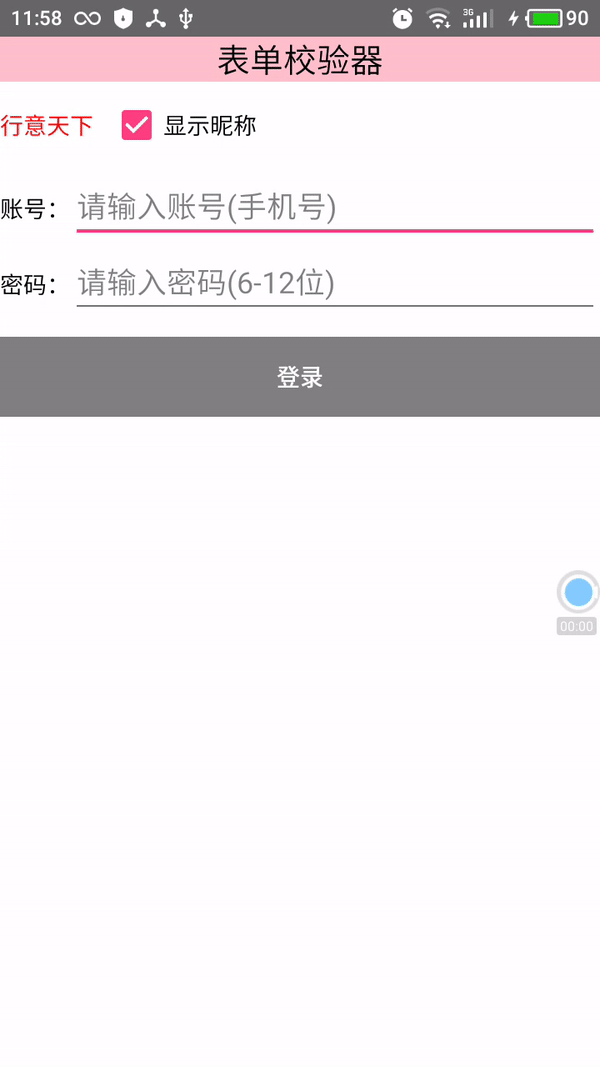 11:58 3G 90
表单校验器
行意天下 显示昵称
账号： 请输入账号(手机号)
密码： 请输入密码(6-12位)
登录
00:00